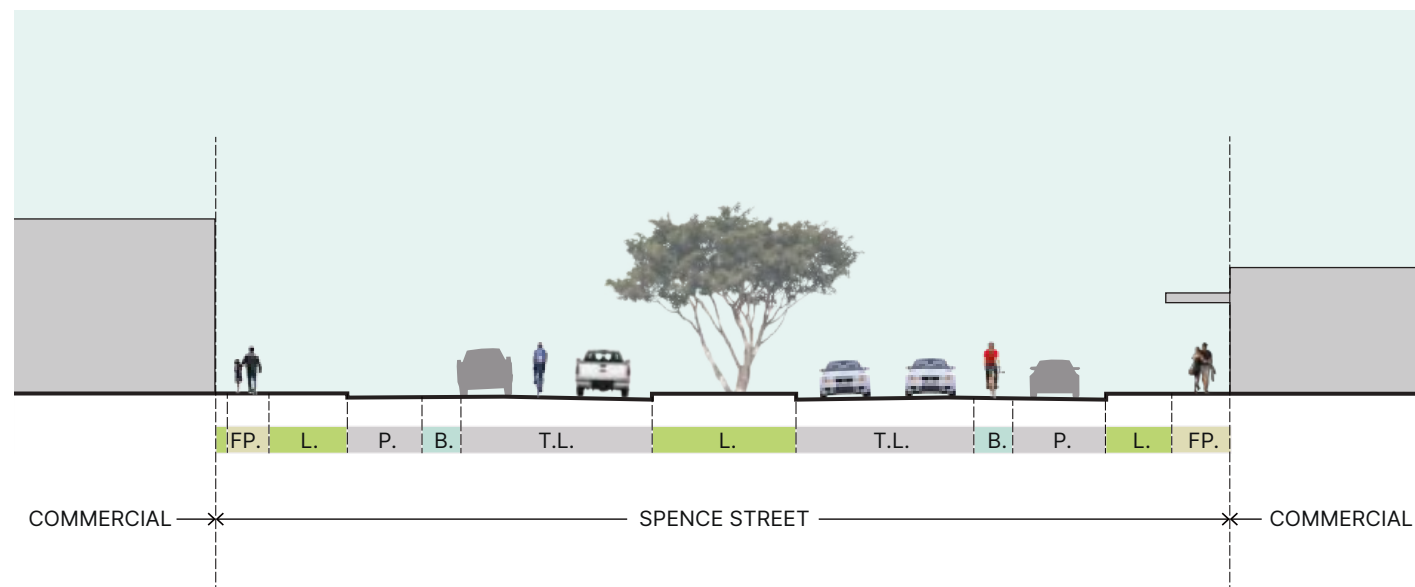 FP. L. P. B. T.L. L. T.L. B. P. L. FP.
COMMERCIAL SPENCE STREET COMMERCIAL